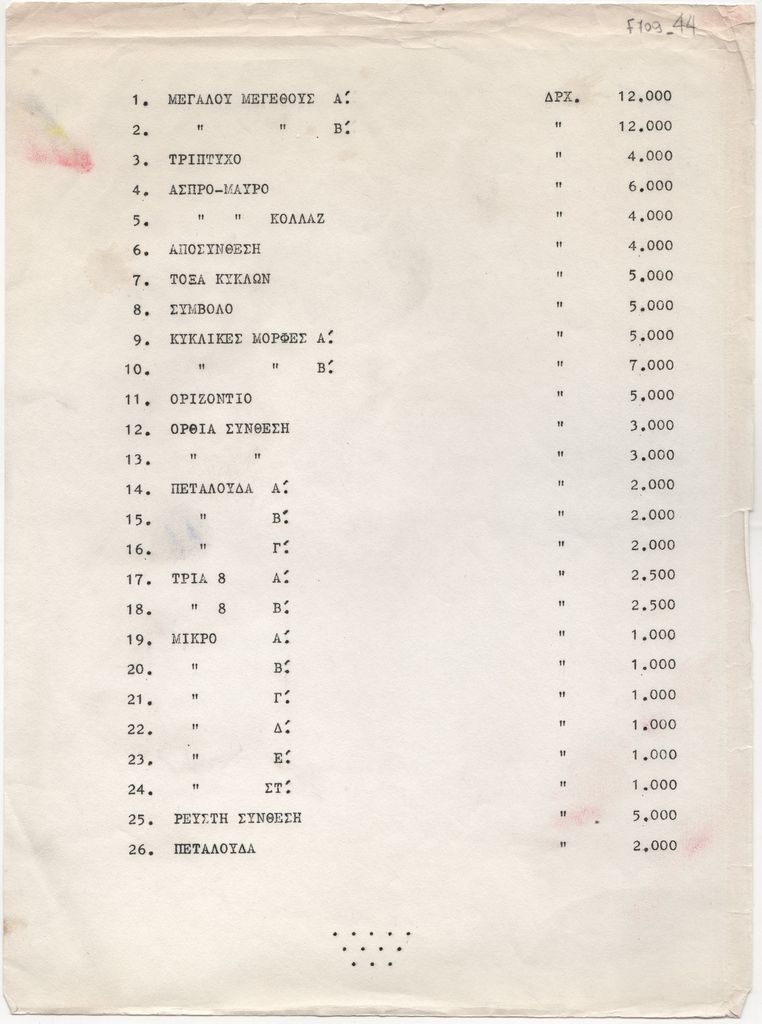 F109_44
1. ΜΕΓΑΛΟΥ ΜΕΓΕΘΟΥΣ Α΄. ΔΡΧ. 12.000
2. " " Β΄. " 12.000
3. ΤΡΙΠΤΥΧΟ " 4.000
4. ΑΣΠΡΟ-ΜΑΥΡΟ " 6.000
5. " " ΚΟΛΛΑΖ " 4.000
6. ΑΠΟΣΥΝΘΕΣΗ " 4.000
7. ΤΟΞΑ ΚΥΚΛΩΝ " 5.000
8. ΣΥΜΒΟΛΟ " 5.000
9. ΚΥΚΛΙΚΕΣ ΜΟΡΦΕΣ Α΄. " 5.000
10. " " Β΄. " 7.000
11. ΟΡΙΖΟΝΤΙΟ " 5.000
12. ΟΡΘΙΑ ΣΥΝΘΕΣΗ " 3.000
13. " " " 3.000
14. ΠΕΤΑΛΟΥΔΑ Α΄. " 2.000
15. " Β΄. " 2.000
16. " Γ΄. " 2.000
17. ΤΡΙΑ 8 Α΄. " 2.500
18. " 8 Β΄. " 2.500
19. ΜΙΚΡΟ Α΄. " 1.000
20. " Β΄. " 1.000
21. " Γ΄. " 1.000
22. " Δ΄. " 1.000
23. " Ε΄. " 1.000
24. " ΣΤ΄. " 1.000
25. ΡΕΥΣΤΗ ΣΥΝΘΕΣΗ " 5.000
26. ΠΕΤΑΛΟΥΔΑ " 2.000